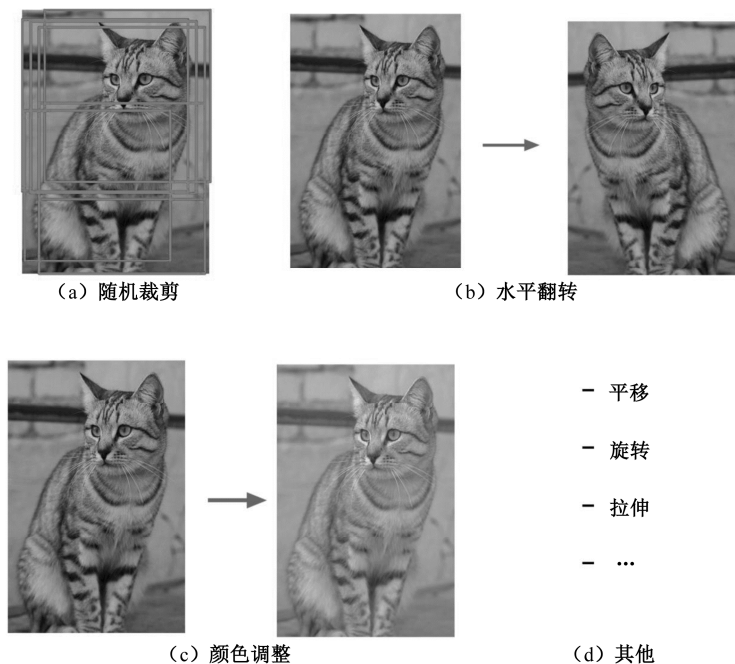 （a）随机裁剪
（b）水平翻转
– 平移
– 旋转
– 拉伸
– …
（c）颜色调整
（d）其他